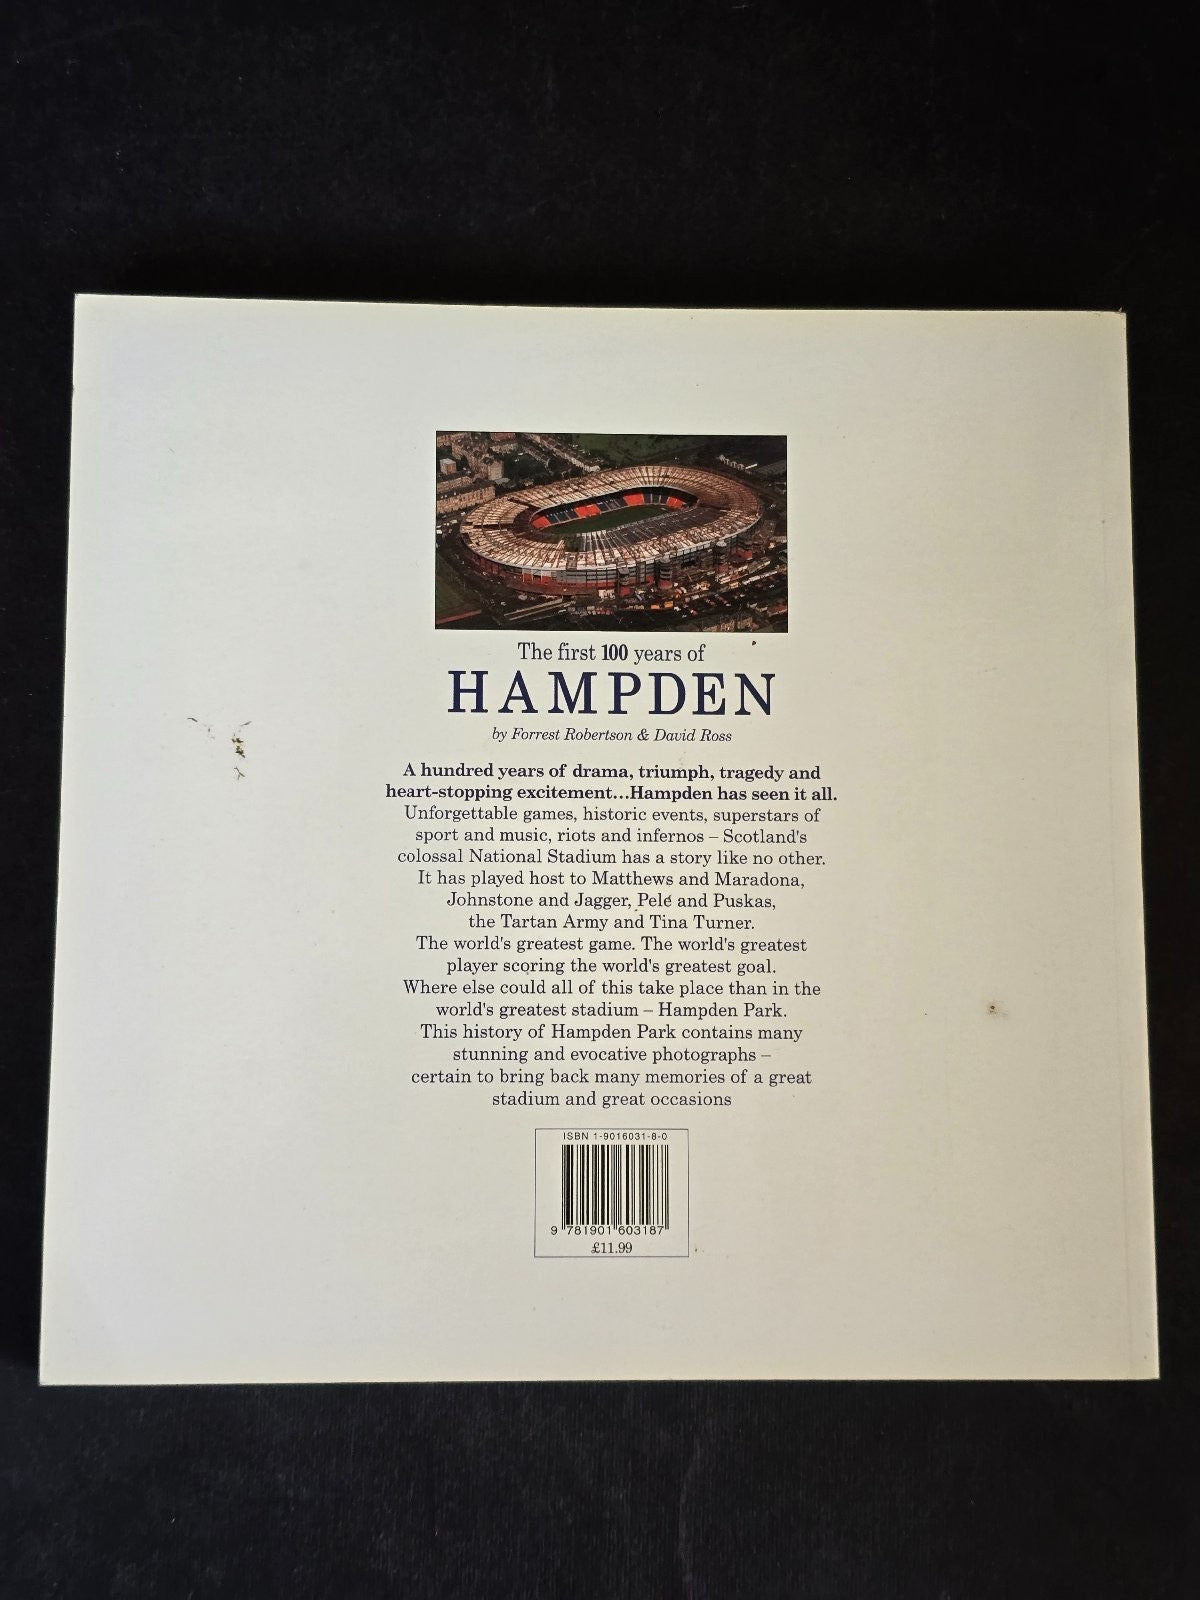 The first 100 years of
HAMPDEN
by Forrest Robertson & David Ross
A hundred years of drama, triumph, tragedy and
heart-stopping excitement...Hampden has seen it all.
Unforgettable games, historic events, superstars of
sport and music, riots and infernos – Scotland's
colossal National Stadium has a story like no other.
It has played host to Matthews and Maradona,
Johnstone and Jagger, Pelé and Puskas,
the Tartan Army and Tina Turner.
The world's greatest game. The world's greatest
player scoring the world's greatest goal.
Where else could all of this take place than in the
world's greatest stadium – Hampden Park.
This history of Hampden Park contains many
stunning and evocative photographs –
certain to bring back many memories of a great
stadium and great occasions
ISBN 1-9016031-8-0
9 781901 603187
£11.99